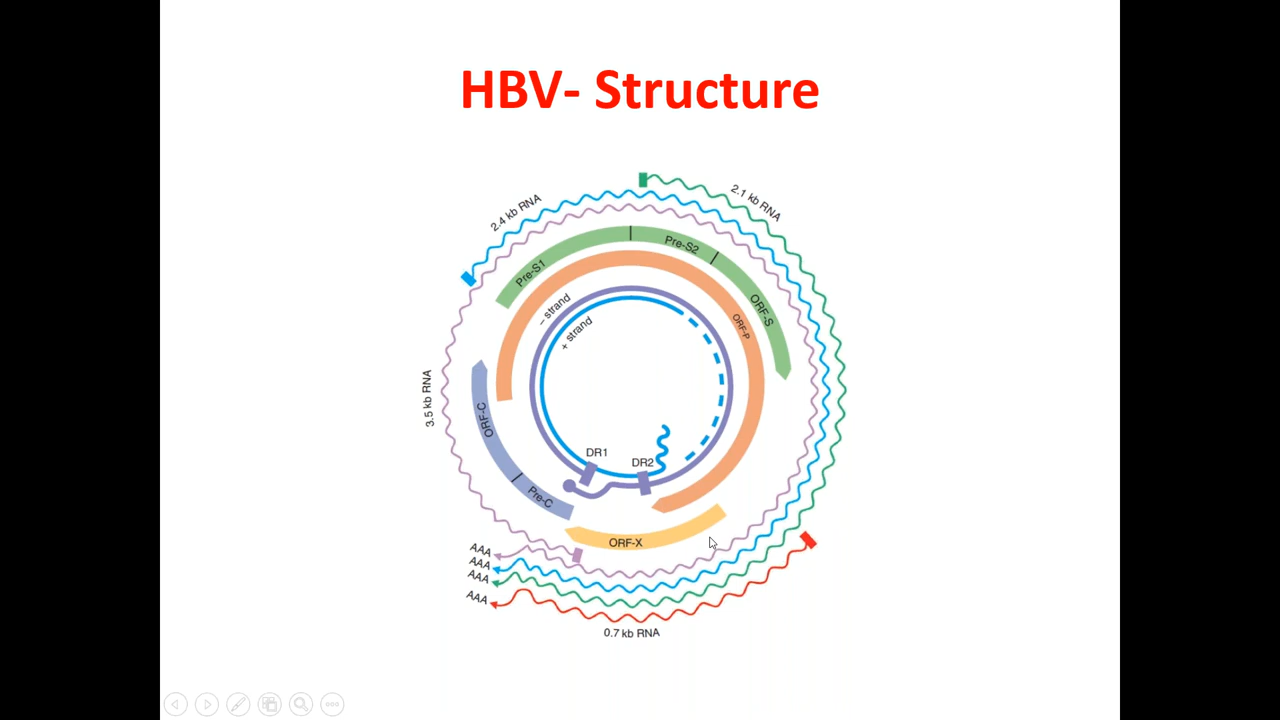 HBV- Structure
2.4 kb RNA
2.1 kb RNA
Pre-S1
Pre-S2
ORF-S
ORF-P
– strand
+ strand
3.5 kb RNA
ORF-C
DR1
DR2
Pre-C
ORF-X
AAA
AAA
AAA
AAA
0.7 kb RNA